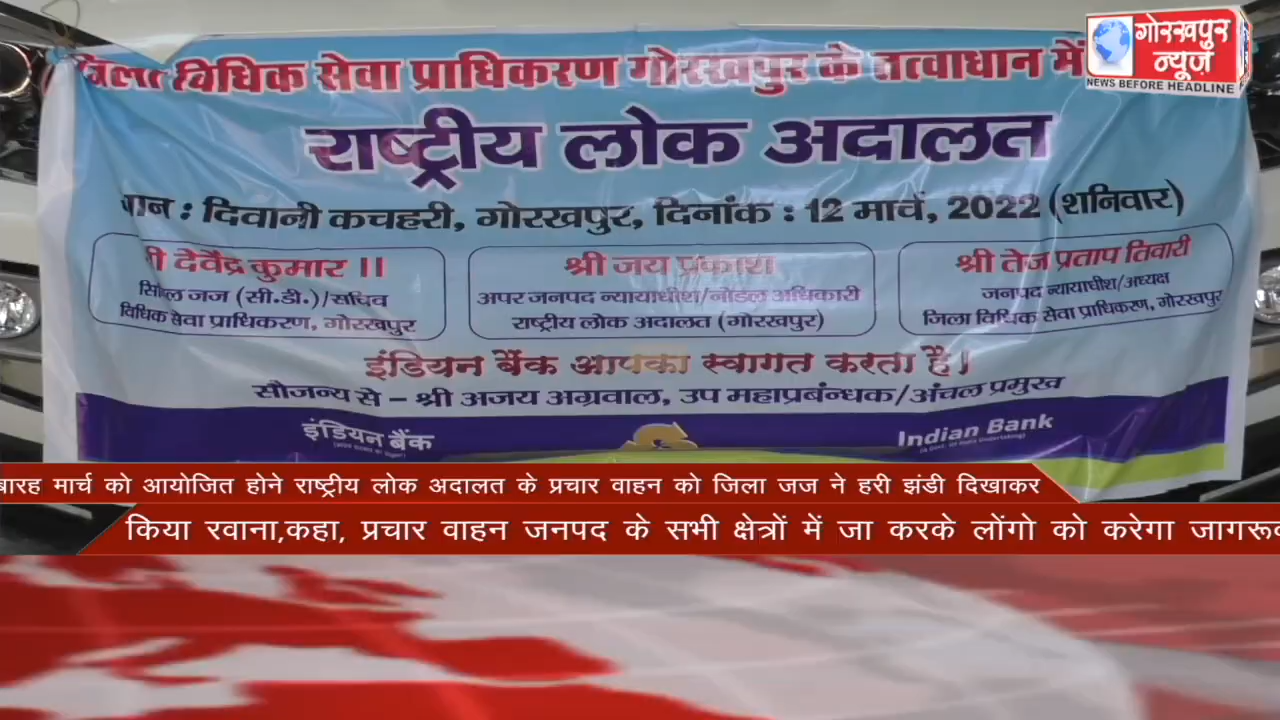 जिला विधिक सेवा प्राधिकरण गोरखपुर के तत्वाधान में
गोरखपुर
न्यूज़
NEWS BEFORE HEADLINE
राष्ट्रीय लोक अदालत
: दिवानी कचहरी, गोरखपुर, दिनांक : 12 मार्च, 2022 (शनिवार)
देवेंद्र कुमार II
सिविल जज (सी.डी.)/सचिव
विधिक सेवा प्राधिकरण, गोरखपुर
श्री जय प्रकाश
अपर जनपद न्यायाधीश/नोडल अधिकारी
राष्ट्रीय लोक अदालत (गोरखपुर)
श्री तेज प्रताप तिवारी
जनपद न्यायाधीश/अध्यक्ष
जिला विधिक सेवा प्राधिकरण, गोरखपुर
इंडियन बैंक आपका स्वागत करता है।
सौजन्य से – श्री अजय अग्रवाल, उप महाप्रबन्धक/अंचल प्रमुख
इंडियन बैंक
Indian Bank
बारह मार्च को आयोजित होने राष्ट्रीय लोक अदालत के प्रचार वाहन को जिला जज ने हरी झंडी दिखाकर
किया रवाना,कहा, प्रचार वाहन जनपद के सभी क्षेत्रों में जा करके लोंगो को करेगा